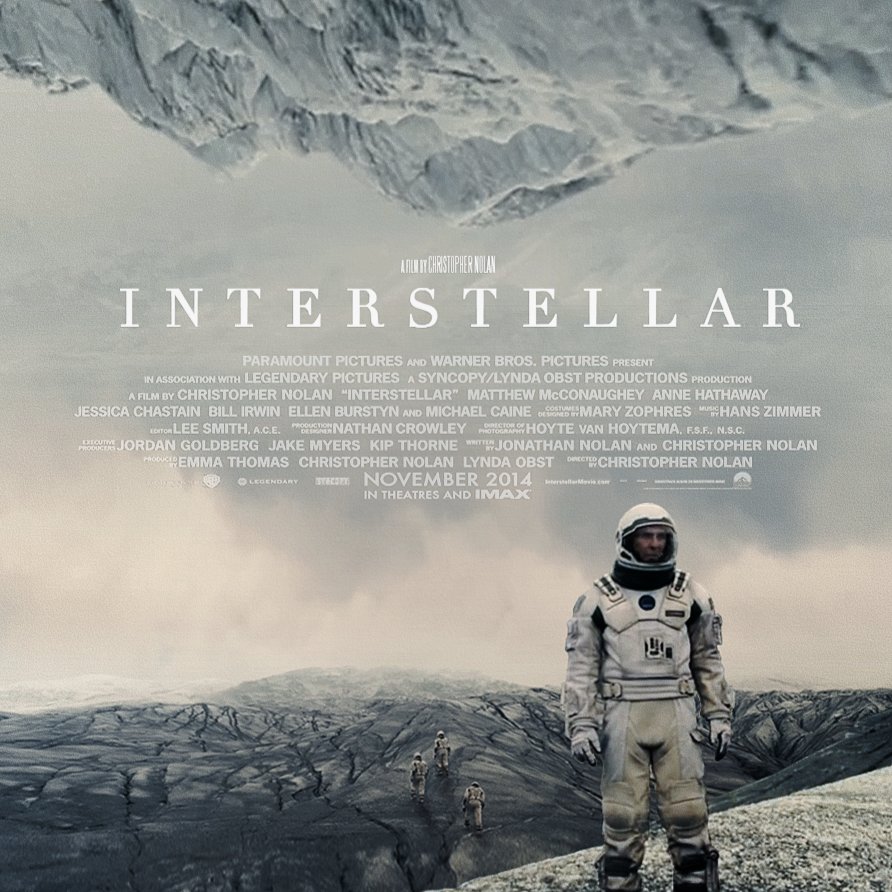 A FILM BY CHRISTOPHER NOLAN
INTERSTELLAR
PARAMOUNT PICTURES AND WARNER BROS. PICTURES PRESENT
IN ASSOCIATION WITH LEGENDARY PICTURES A SYNCOPY/LYNDA OBST PRODUCTIONS PRODUCTION
A FILM BY CHRISTOPHER NOLAN "INTERSTELLAR" MATTHEW McCONAUGHEY ANNE HATHAWAY
JESSICA CHASTAIN BILL IRWIN ELLEN BURSTYN AND MICHAEL CAINE COSTUMES DESIGNED BY MARY ZOPHRES MUSIC BY HANS ZIMMER
EDITOR LEE SMITH, A.C.E. PRODUCTION DESIGNER NATHAN CROWLEY DIRECTOR OF PHOTOGRAPHY HOYTE VAN HOYTEMA, F.S.F., N.S.C.
EXECUTIVE PRODUCERS JORDAN GOLDBERG JAKE MYERS KIP THORNE WRITTEN BY JONATHAN NOLAN AND CHRISTOPHER NOLAN
PRODUCED BY EMMA THOMAS CHRISTOPHER NOLAN LYNDA OBST DIRECTED BY CHRISTOPHER NOLAN
LEGENDARY SYNCOPY NOVEMBER 2014 InterstellarMovie.com
IN THEATRES AND IMAX